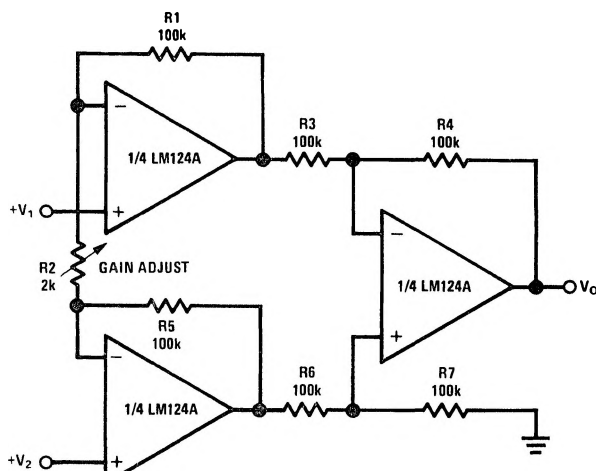 R1
100k
−
1/4 LM124A
+
+V1
R3
100k
R4
100k
R2
2k
GAIN ADJUST
−
1/4 LM124A
+
VO
R5
100k
−
1/4 LM124A
+
+V2
R6
100k
R7
100k